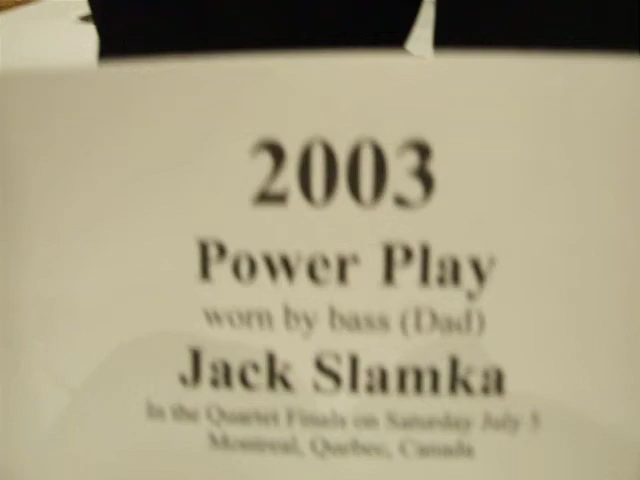 2003
Power Play
worn by bass (Dad)
Jack Slamka
In the Quartet Finals on Saturday July 5
Montreal, Quebec, Canada